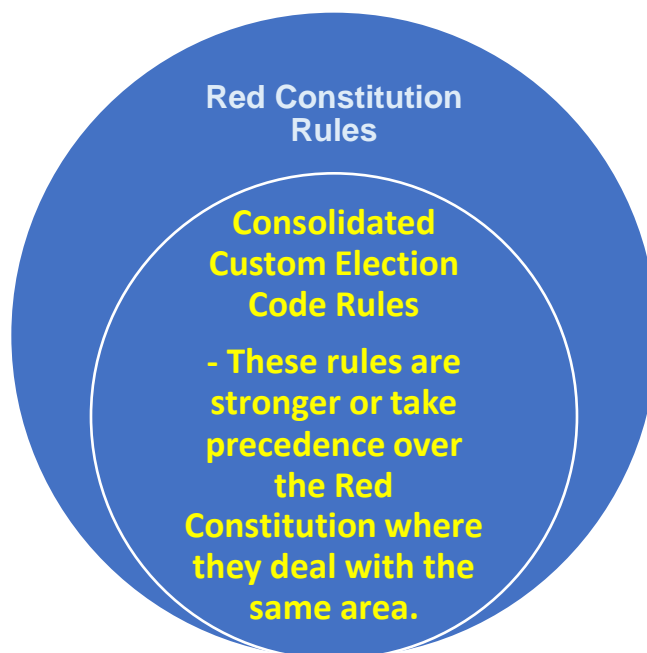 Red Constitution
Rules
Consolidated
Custom Election
Code Rules
- These rules are
stronger or take
precedence over
the Red
Constitution where
they deal with the
same area.